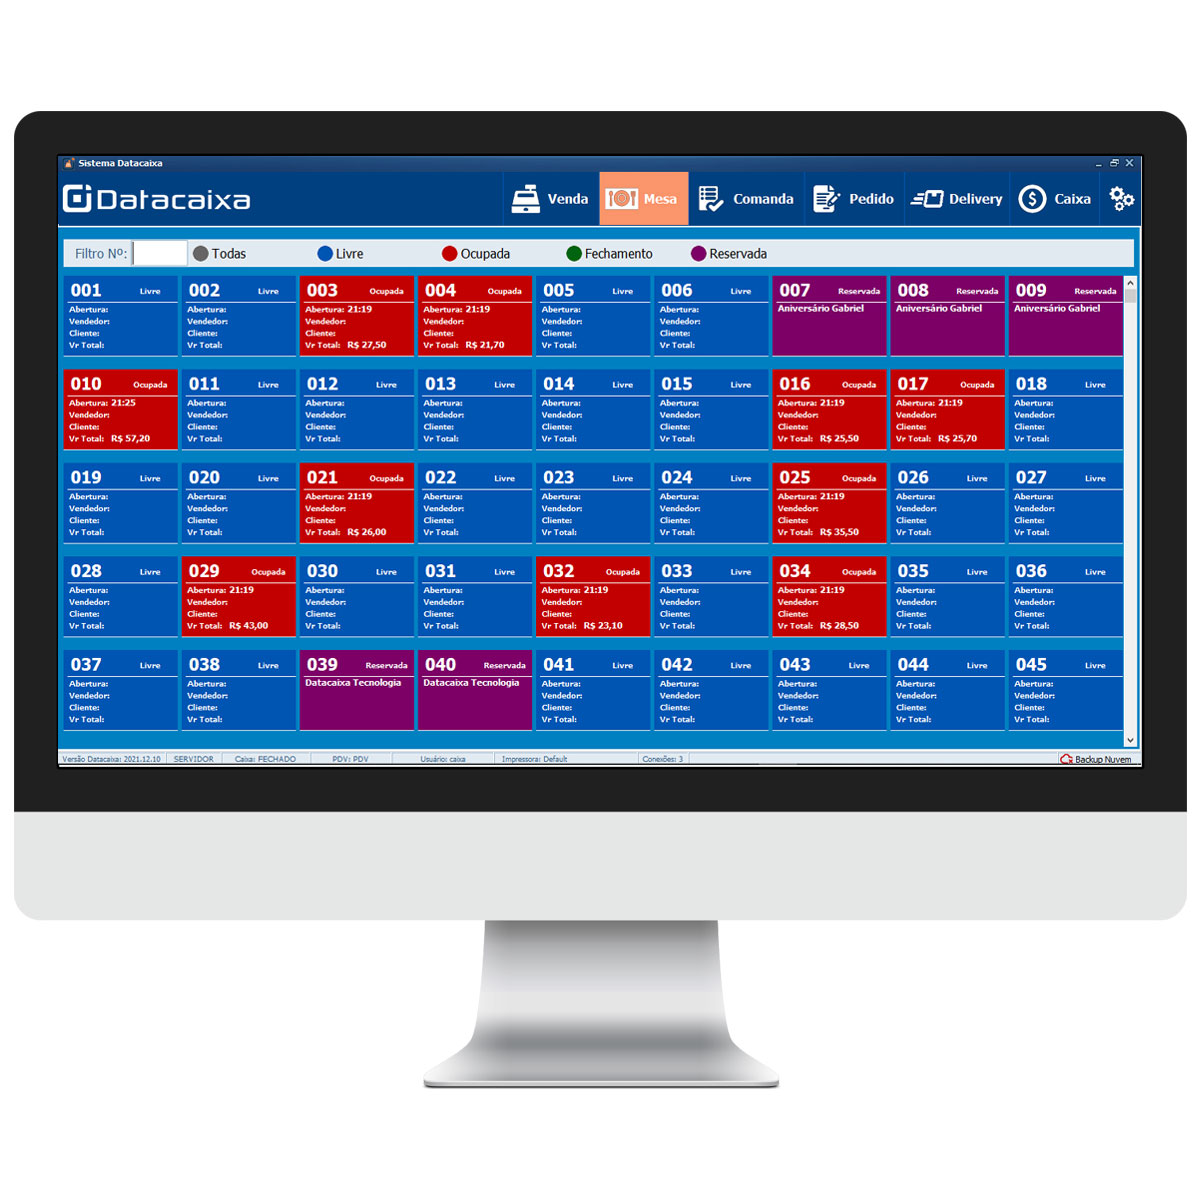 Sistema Datacaixa
Datacaixa
Venda Mesa Comanda Pedido Delivery Caixa
Filtro Nº: Todas Livre Ocupada Fechamento Reservada
001 Livre 002 Livre 003 Ocupada 004 Ocupada 005 Livre 006 Livre 007 Reservada 008 Reservada 009 Reservada
Abertura: Abertura: Abertura: 21:19 Abertura: 21:19 Abertura: Abertura: Aniversário Gabriel Aniversário Gabriel Aniversário Gabriel
Vendedor: Vendedor: Vendedor: Vendedor: Vendedor: Vendedor:
Cliente: Cliente: Cliente: Cliente: Cliente: Cliente:
Vr Total: Vr Total: Vr Total: R$ 27,50 Vr Total: R$ 21,70 Vr Total: Vr Total:
010 Ocupada 011 Livre 012 Livre 013 Livre 014 Livre 015 Livre 016 Ocupada 017 Ocupada 018 Livre
Abertura: 21:25 Abertura: Abertura: Abertura: Abertura: Abertura: Abertura: 21:19 Abertura: 21:19 Abertura:
Vendedor: Vendedor: Vendedor: Vendedor: Vendedor: Vendedor: Vendedor: Vendedor: Vendedor:
Cliente: Cliente: Cliente: Cliente: Cliente: Cliente: Cliente: Cliente: Cliente:
Vr Total: R$ 57,20 Vr Total: Vr Total: Vr Total: Vr Total: Vr Total: Vr Total: R$ 25,50 Vr Total: R$ 25,70 Vr Total:
019 Livre 020 Livre 021 Ocupada 022 Livre 023 Livre 024 Livre 025 Ocupada 026 Livre 027 Livre
Abertura: Abertura: Abertura: 21:19 Abertura: Abertura: Abertura: Abertura: 21:19 Abertura: Abertura:
Vendedor: Vendedor: Vendedor: Vendedor: Vendedor: Vendedor: Vendedor: Vendedor: Vendedor:
Cliente: Cliente: Cliente: Cliente: Cliente: Cliente: Cliente: Cliente: Cliente:
Vr Total: Vr Total: Vr Total: R$ 26,00 Vr Total: Vr Total: Vr Total: Vr Total: R$ 35,50 Vr Total: Vr Total:
028 Livre 029 Ocupada 030 Livre 031 Livre 032 Ocupada 033 Livre 034 Ocupada 035 Livre 036 Livre
Abertura: Abertura: 21:19 Abertura: Abertura: Abertura: 21:19 Abertura: Abertura: 21:19 Abertura: Abertura:
Vendedor: Vendedor: Vendedor: Vendedor: Vendedor: Vendedor: Vendedor: Vendedor: Vendedor:
Cliente: Cliente: Cliente: Cliente: Cliente: Cliente: Cliente: Cliente: Cliente:
Vr Total: Vr Total: R$ 43,00 Vr Total: Vr Total: Vr Total: R$ 23,10 Vr Total: Vr Total: R$ 28,50 Vr Total: Vr Total:
037 Livre 038 Livre 039 Reservada 040 Reservada 041 Livre 042 Livre 043 Livre 044 Livre 045 Livre
Abertura: Abertura: Datacaixa Tecnologia Datacaixa Tecnologia Abertura: Abertura: Abertura: Abertura: Abertura:
Vendedor: Vendedor: Vendedor: Vendedor: Vendedor: Vendedor: Vendedor:
Cliente: Cliente: Cliente: Cliente: Cliente: Cliente: Cliente:
Vr Total: Vr Total: Vr Total: Vr Total: Vr Total: Vr Total: Vr Total:
Versão Datacaixa: 2021.12.10 SERVIDOR Caixa: FECHADO PDV: PDV Usuário: caixa Impressora: Default Conexões: 3 Backup Nuvem